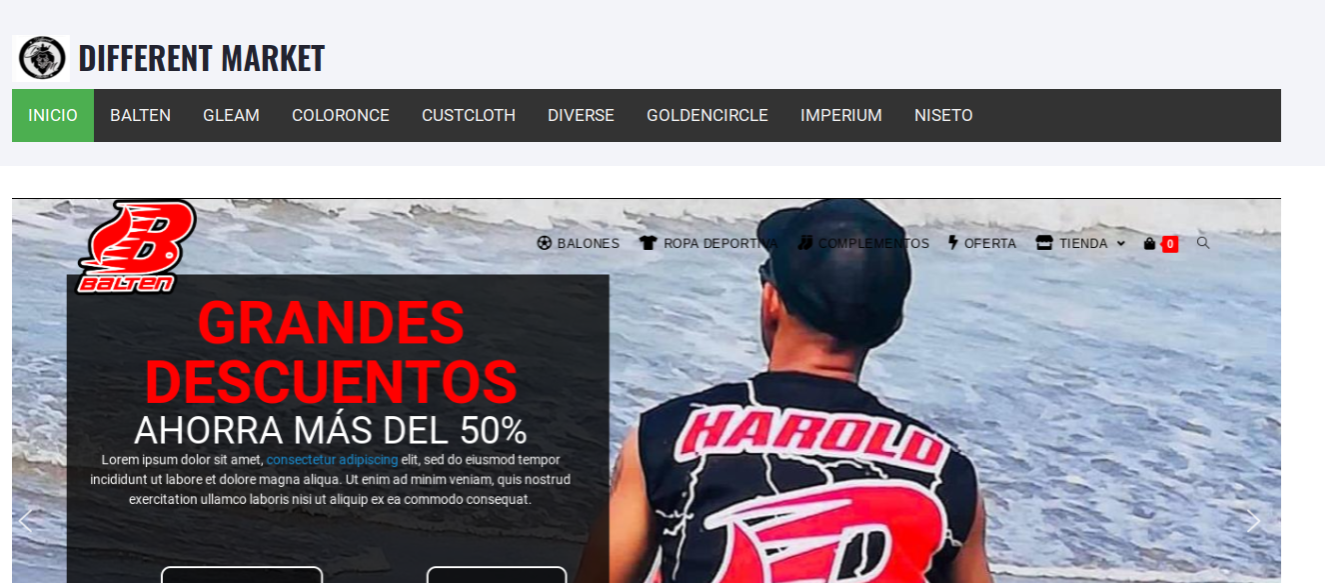 DIFFERENT MARKET
INICIO BALTEN GLEAM COLORONCE CUSTCLOTH DIVERSE GOLDENCIRCLE IMPERIUM NISETO
B
BALTEN
BALONES ROPA DEPORTIVA COMPLEMENTOS OFERTA TIENDA 0
GRANDES
DESCUENTOS
AHORRA MÁS DEL 50%
Lorem ipsum dolor sit amet, consectetur adipiscing elit, sed do eiusmod tempor
incididunt ut labore et dolore magna aliqua. Ut enim ad minim veniam, quis nostrud
exercitation ullamco laboris nisi ut aliquip ex ea commodo consequat.
HAROLD
B